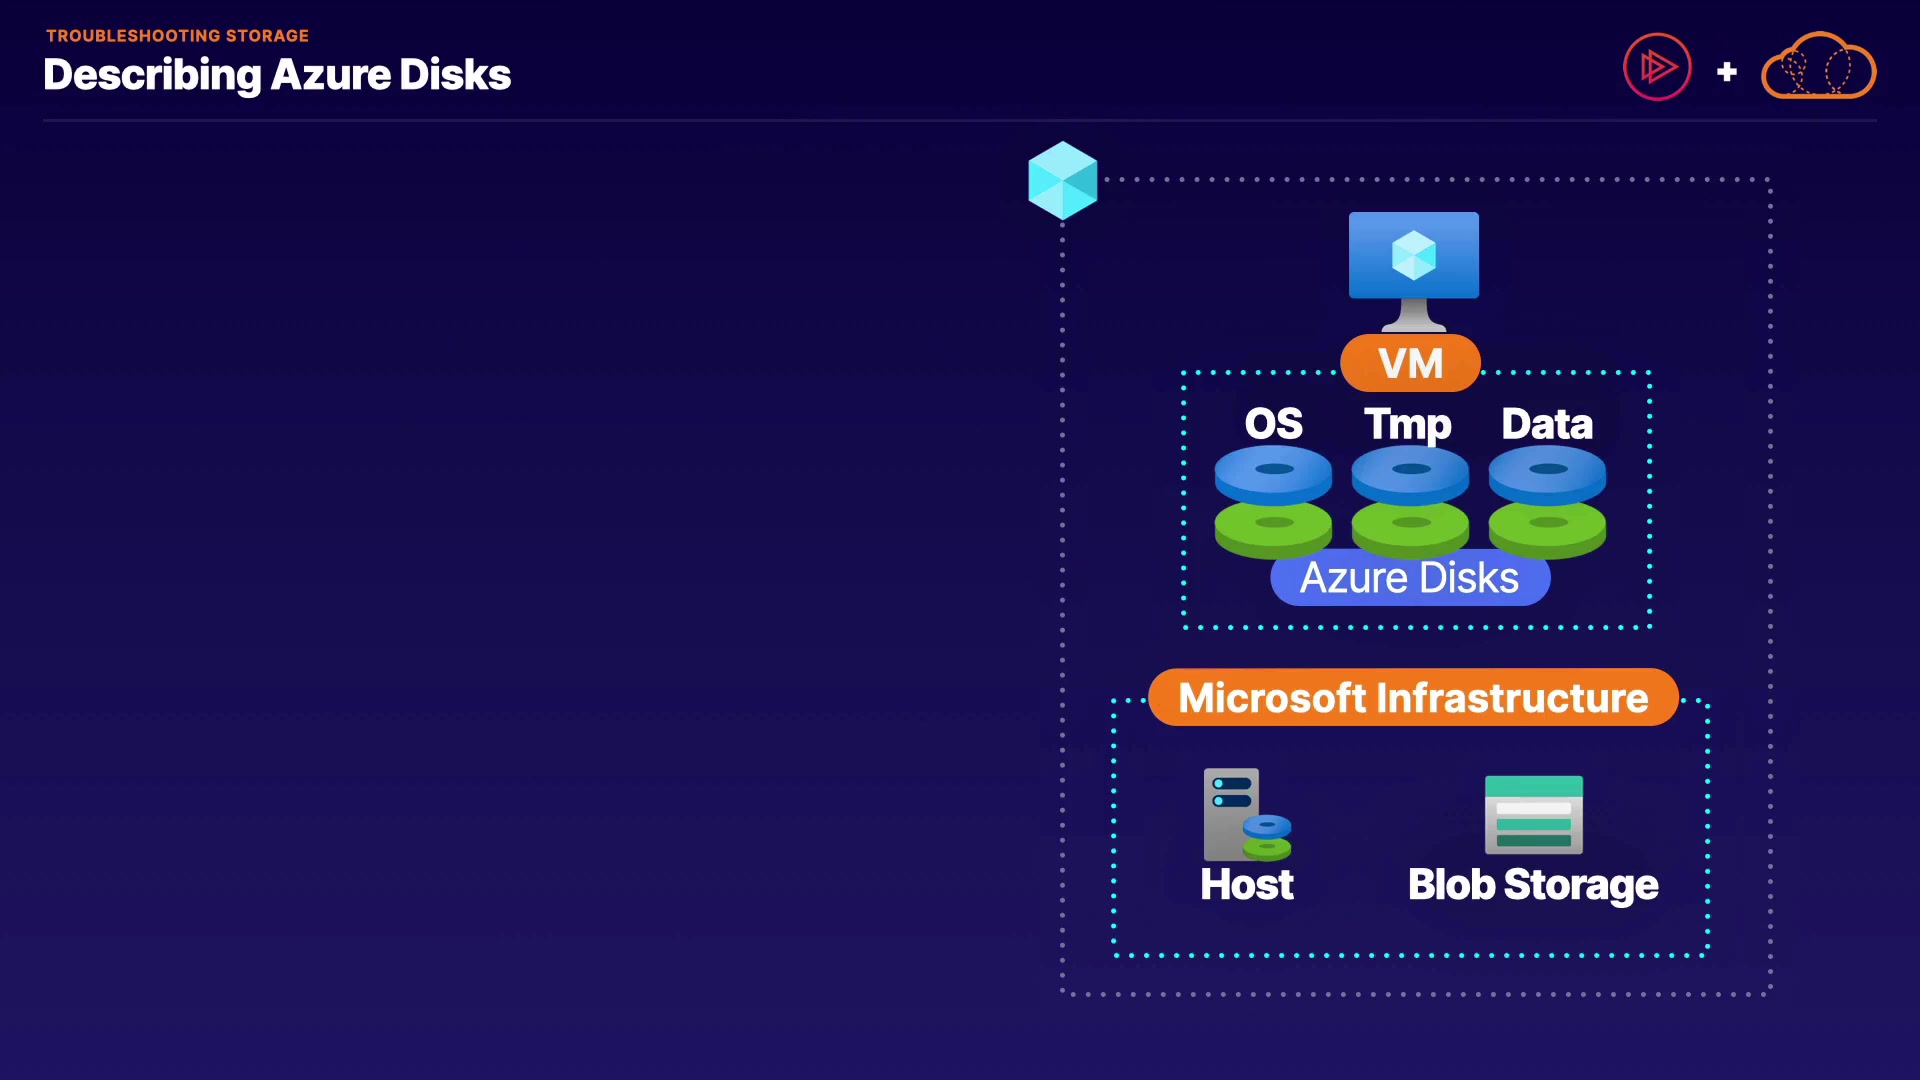 TROUBLESHOOTING STORAGE
Describing Azure Disks
VM
OS Tmp Data
Azure Disks
Microsoft Infrastructure
Host Blob Storage